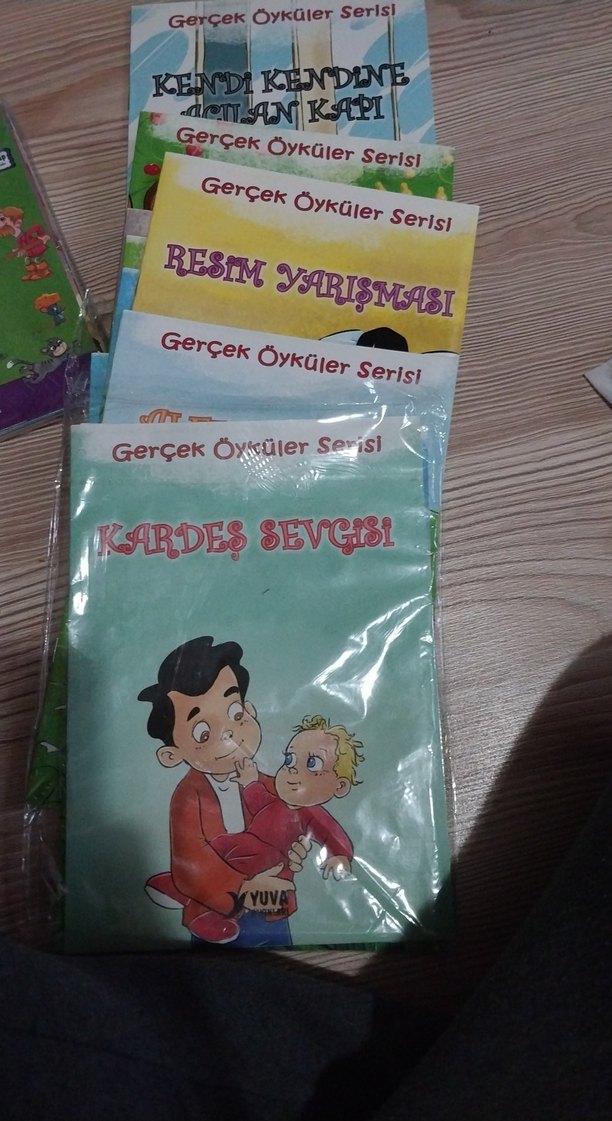 Gerçek Öyküler Serisi
KENDİ KENDİNE
AÇILAN KAPI
Gerçek Öyküler Serisi
Gerçek Öyküler Serisi
RESİM YARIŞMASI
Gerçek Öyküler Serisi
Gerçek Öyküler Serisi
KARDEŞ SEVGİSİ
YUVA
YAYINLARI